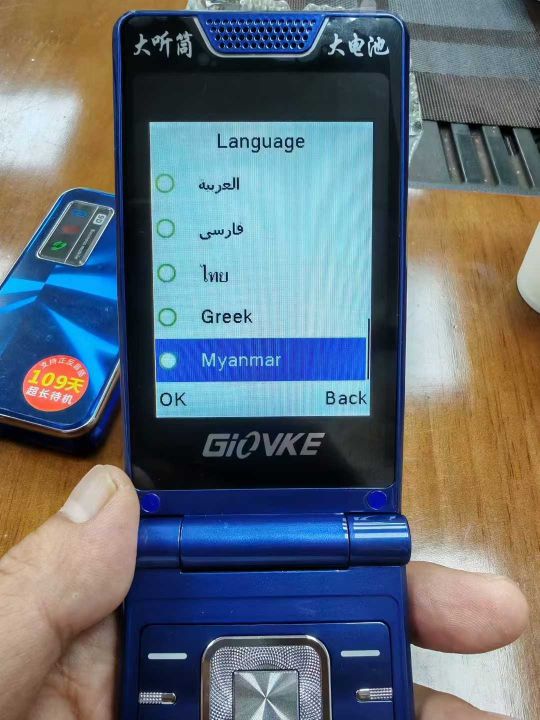 大听筒
大电池
Language
العربية
فارسی
ไทย
Greek
Myanmar
OK
Back
GIOVKE
109天
超长待机